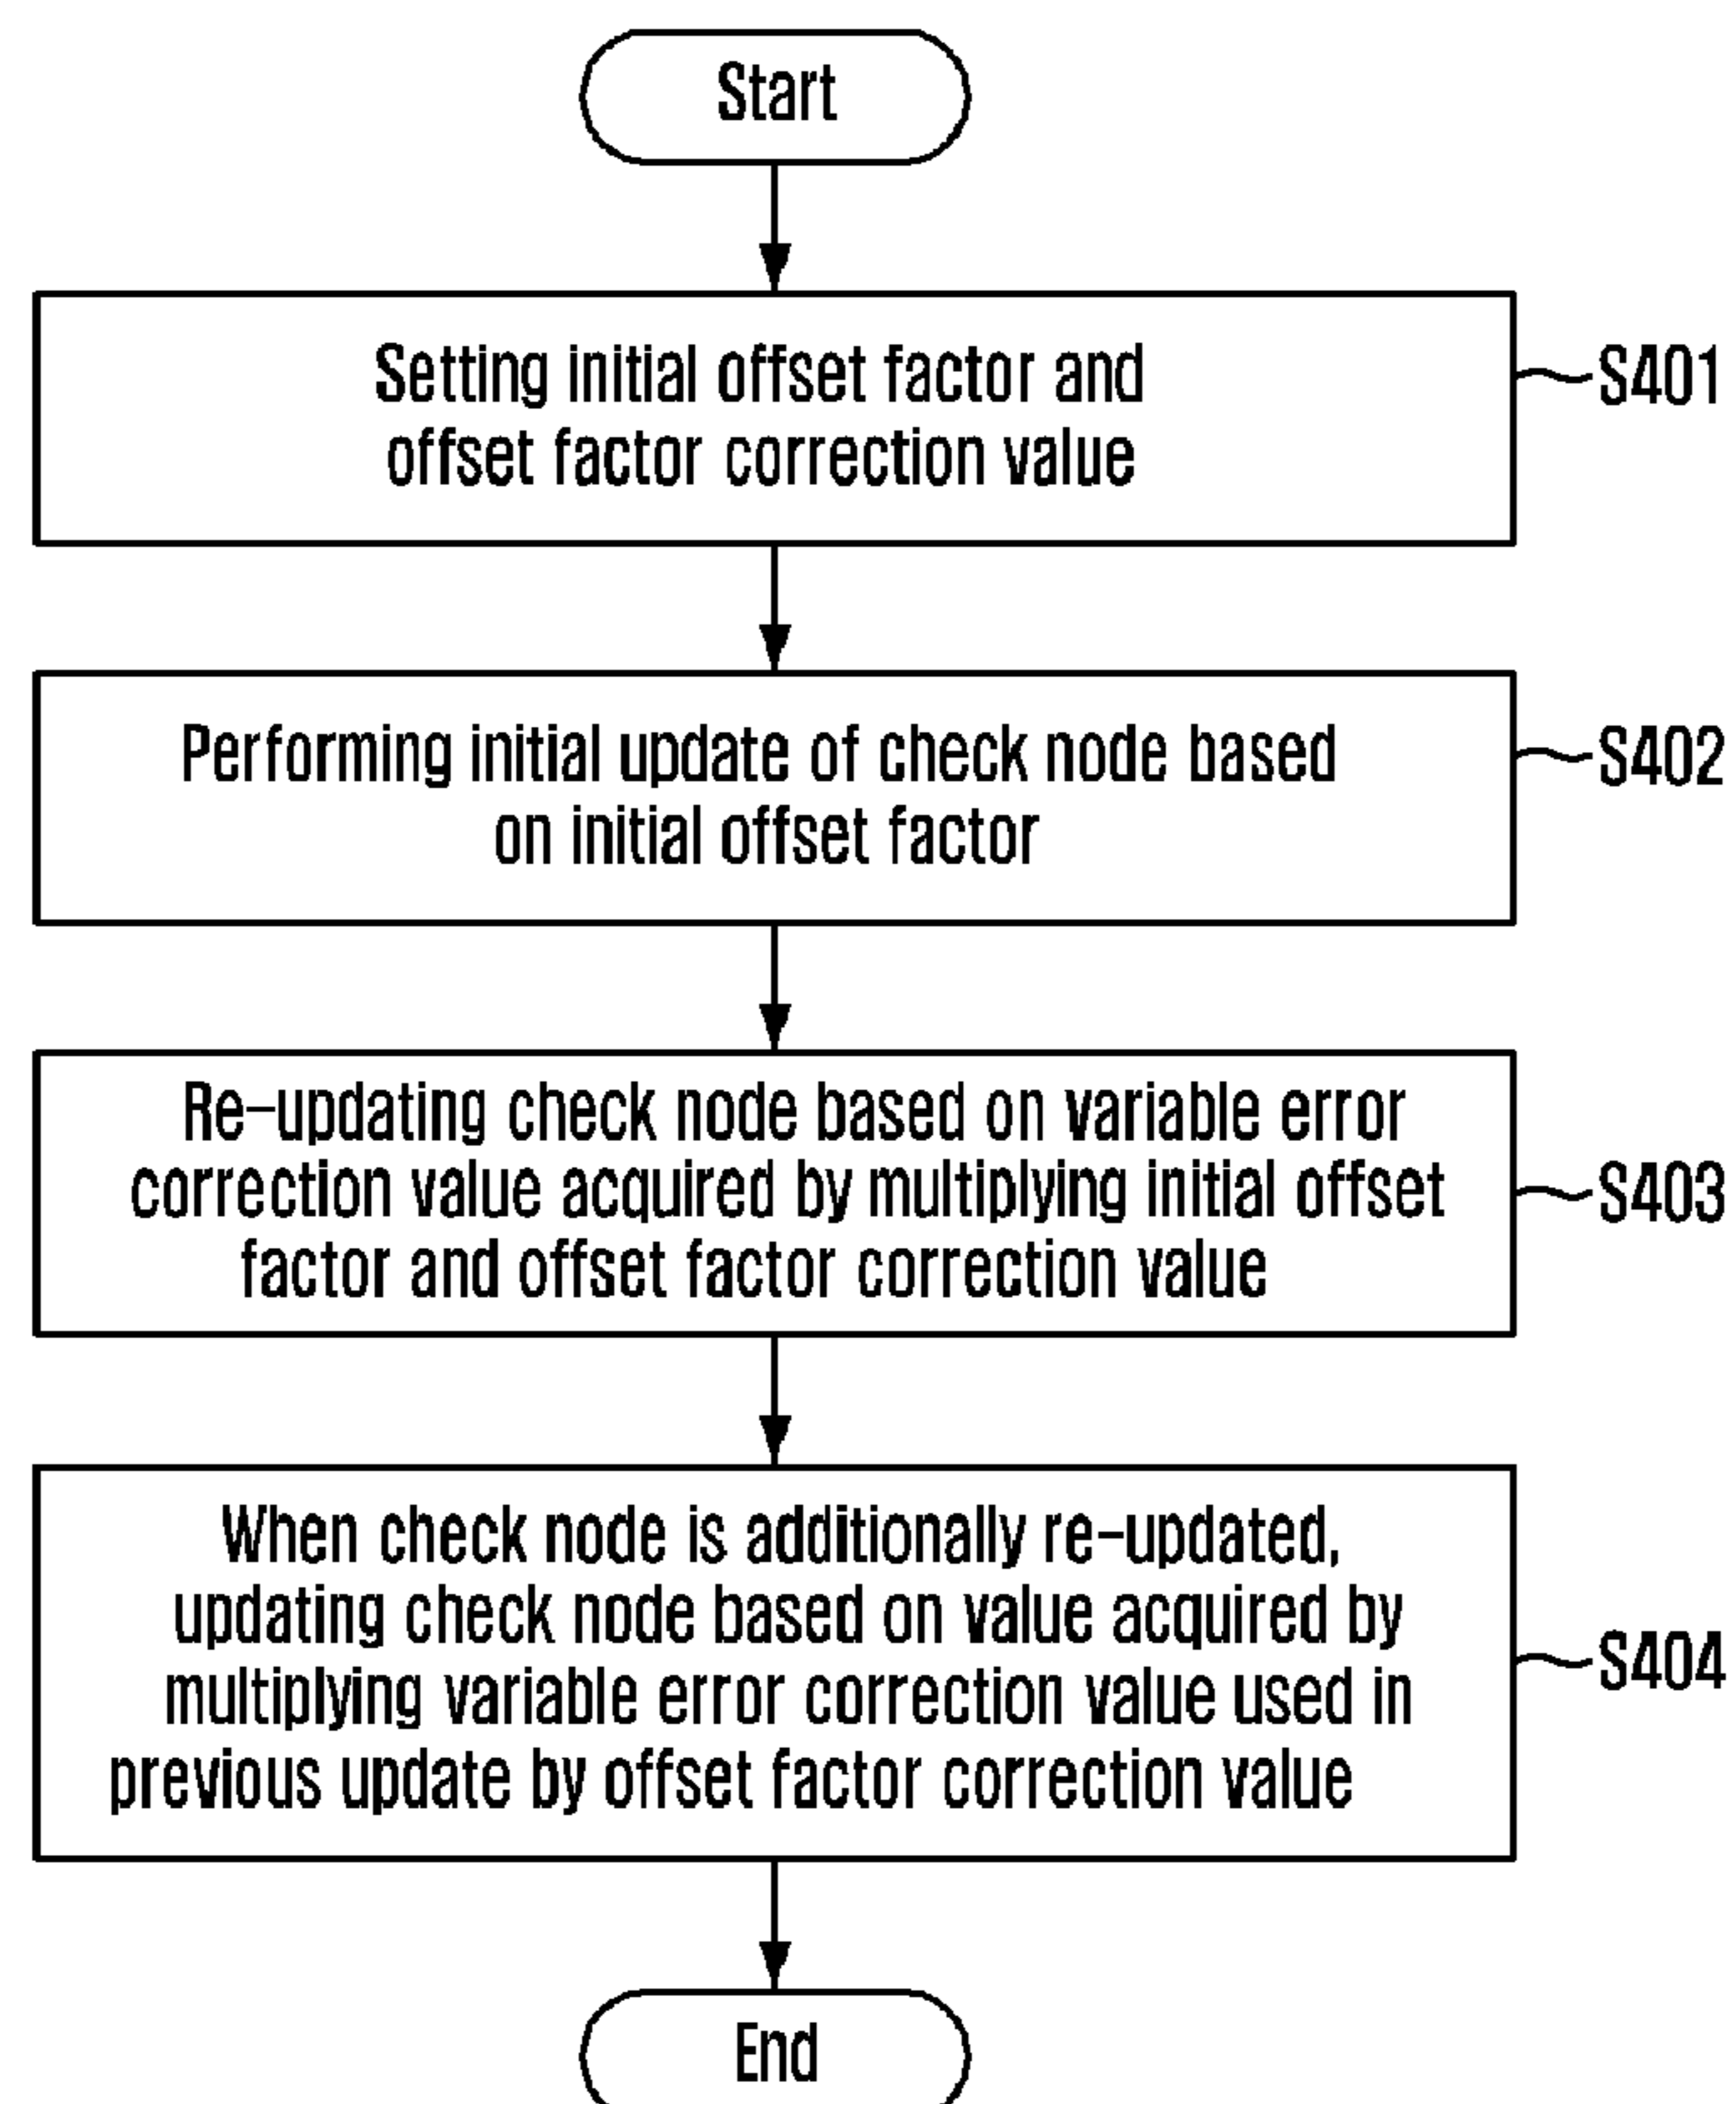 Start
Setting initial offset factor and
offset factor correction value
S401
Performing initial update of check node based
on initial offset factor
S402
Re-updating check node based on variable error
correction value acquired by multiplying initial offset
factor and offset factor correction value
S403
When check node is additionally re-updated,
updating check node based on value acquired by
multiplying variable error correction value used in
previous update by offset factor correction value
S404
End